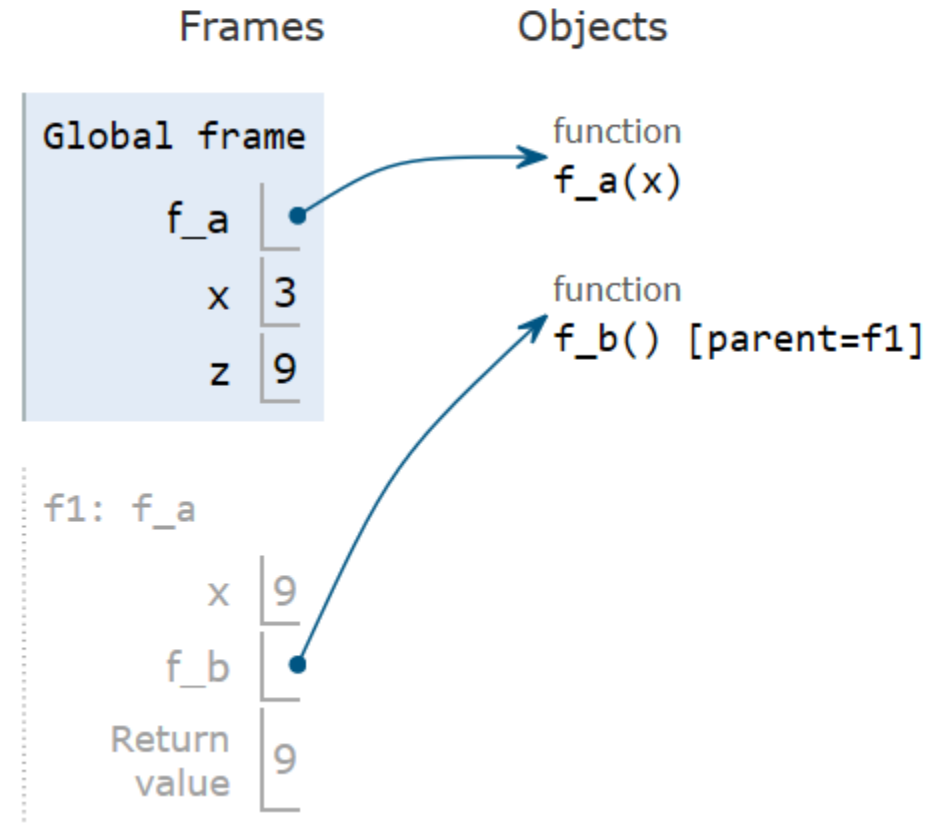 Frames Objects
Global frame
f_a
x 3
z 9
function
f_a(x)
function
f_b() [parent=f1]
f1: f_a
x 9
f_b
Return
value 9